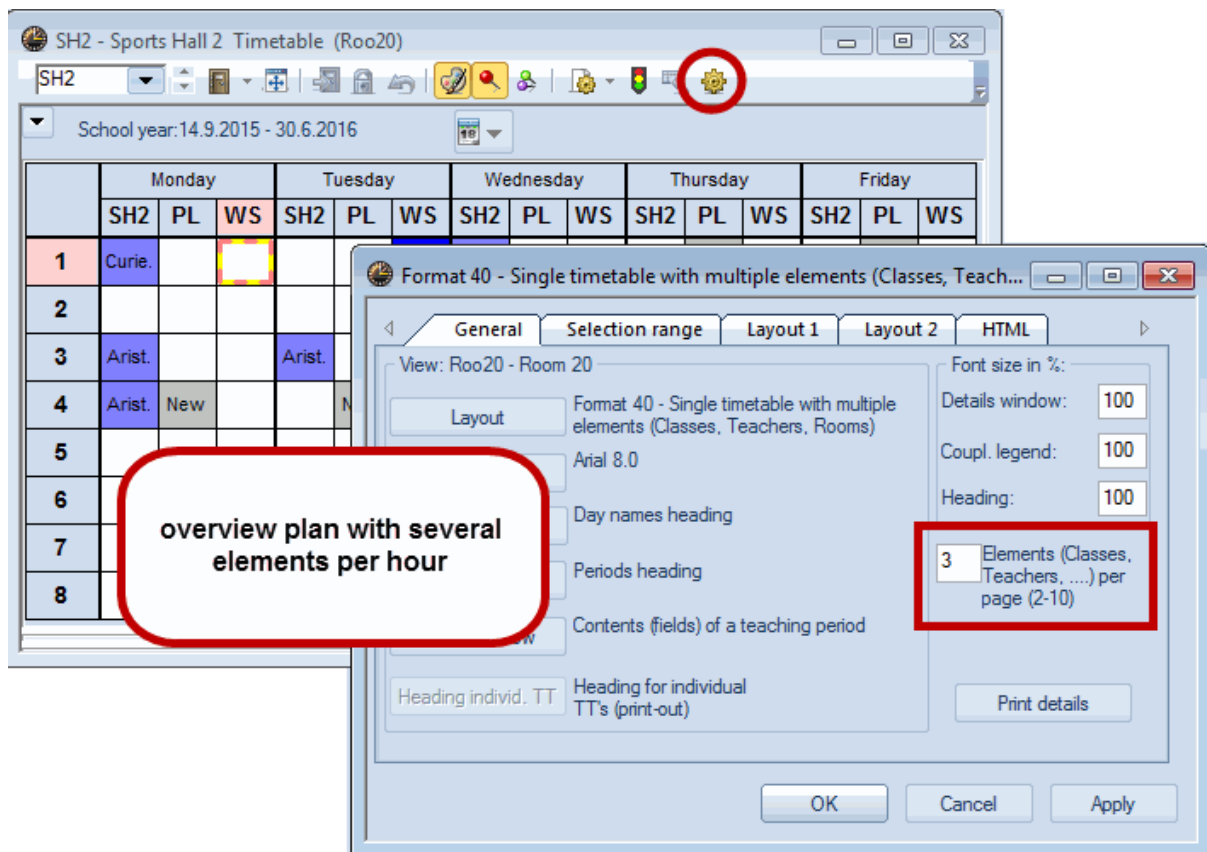 SH2 - Sports Hall 2 Timetable (Roo20)
SH2
School year:14.9.2015 - 30.6.2016
18
Monday Tuesday Wednesday Thursday Friday
SH2 PL WS SH2 PL WS SH2 PL WS SH2 PL WS SH2 PL WS
1 Curie.
2
3 Arist. Arist.
4 Arist. New N
5
6
7
8
overview plan with several
elements per hour
Format 40 - Single timetable with multiple elements (Classes, Teach...
General Selection range Layout 1 Layout 2 HTML
View: Roo20 - Room 20
Layout
Format 40 - Single timetable with multiple
elements (Classes, Teachers, Rooms)
Arial 8.0
Day names heading
Periods heading
Contents (fields) of a teaching period
Heading individ. TT
Heading for individual
TT's (print-out)
Font size in %:
Details window: 100
Coupl. legend: 100
Heading: 100
3 Elements (Classes,
Teachers, ....) per
page (2-10)
Print details
OK Cancel Apply